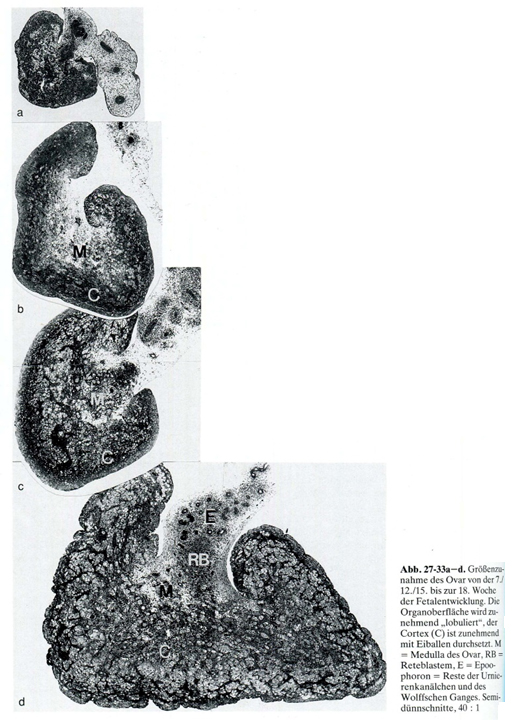 a
M
C
b
M
C
c
E
RB
M
C
d
Abb. 27-33a–d. Größenzu-
nahme des Ovar von der 7./
12./15. bis zur 18. Woche
der Fetalentwicklung. Die
Organoberfläche wird zu-
nehmend „lobuliert“, der
Cortex (C) ist zunehmend
mit Eiballen durchsetzt. M
= Medulla des Ovar, RB =
Reteblastem, E = Epoo-
phoron = Reste der Urnie-
renkanälchen und des
Wolffschen Ganges. Semi-
dünnschnitte, 40 : 1